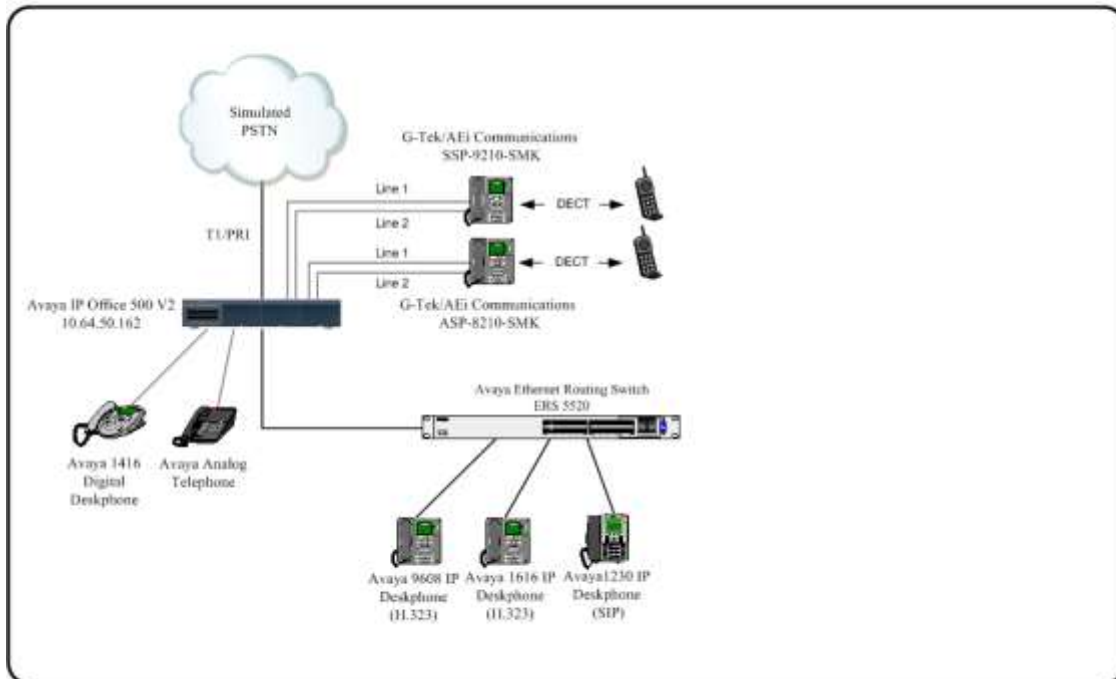 Simulated
PSTN
G-Tek/AEi Communications
SSP-9210-SMK
Line 1
DECT
Line 2
T1/PRI
Line 1
DECT
Line 2
G-Tek/AEi Communications
ASP-8210-SMK
Avaya IP Office 500 V2
10.64.50.162
Avaya Ethernet Routing Switch
ERS 5520
Avaya 1416
Digital
Deskphone
Avaya Analog
Telephone
Avaya 9608 IP
Deskphone
(H.323)
Avaya 1616 IP
Deskphone
(H.323)
Avaya1230 IP
Deskphone
(SIP)